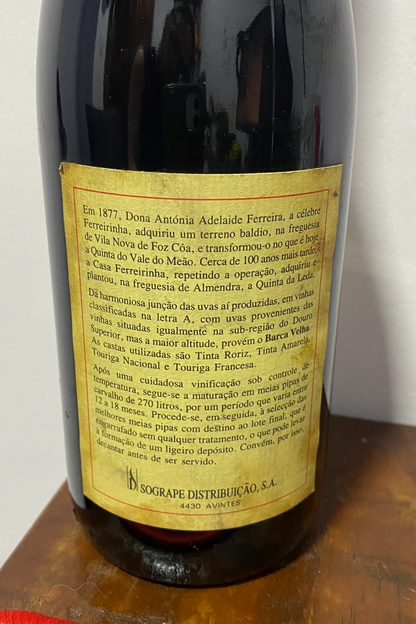 Em 1877, Dona Antónia Adelaide Ferreira, a célebre
Ferreirinha, adquiriu um terreno baldio, na freguesia
de Vila Nova de Foz Côa, e transformou-o no que é hoje
a Quinta do Vale do Meão. Cerca de 100 anos mais tarde,
a Casa Ferreirinha, repetindo a operação, adquiriu e
plantou, na freguesia de Almendra, a Quinta da Leda.
Da harmoniosa junção das uvas aí produzidas, em vinhas
classificadas na letra A, com uvas provenientes das
vinhas situadas igualmente na sub-região do Douro
Superior, mas a maior altitude, provém o Barca Velha.
As castas utilizadas são Tinta Roriz, Tinta Amarela,
Touriga Nacional e Touriga Francesa.
Após uma cuidadosa vinificação sob controle de
temperatura, segue-se a maturação em meias pipas de
carvalho de 270 litros, por um período que varia entre
12 a 18 meses. Procede-se, em seguida, à selecção das
melhores meias pipas com destino ao lote final, que é
engarrafado sem qualquer tratamento, o que pode levar
à formação de um ligeiro depósito. Convém, por isso,
decantar antes de ser servido.
SOGRAPE DISTRIBUIÇÃO, S.A.
4430 AVINTES